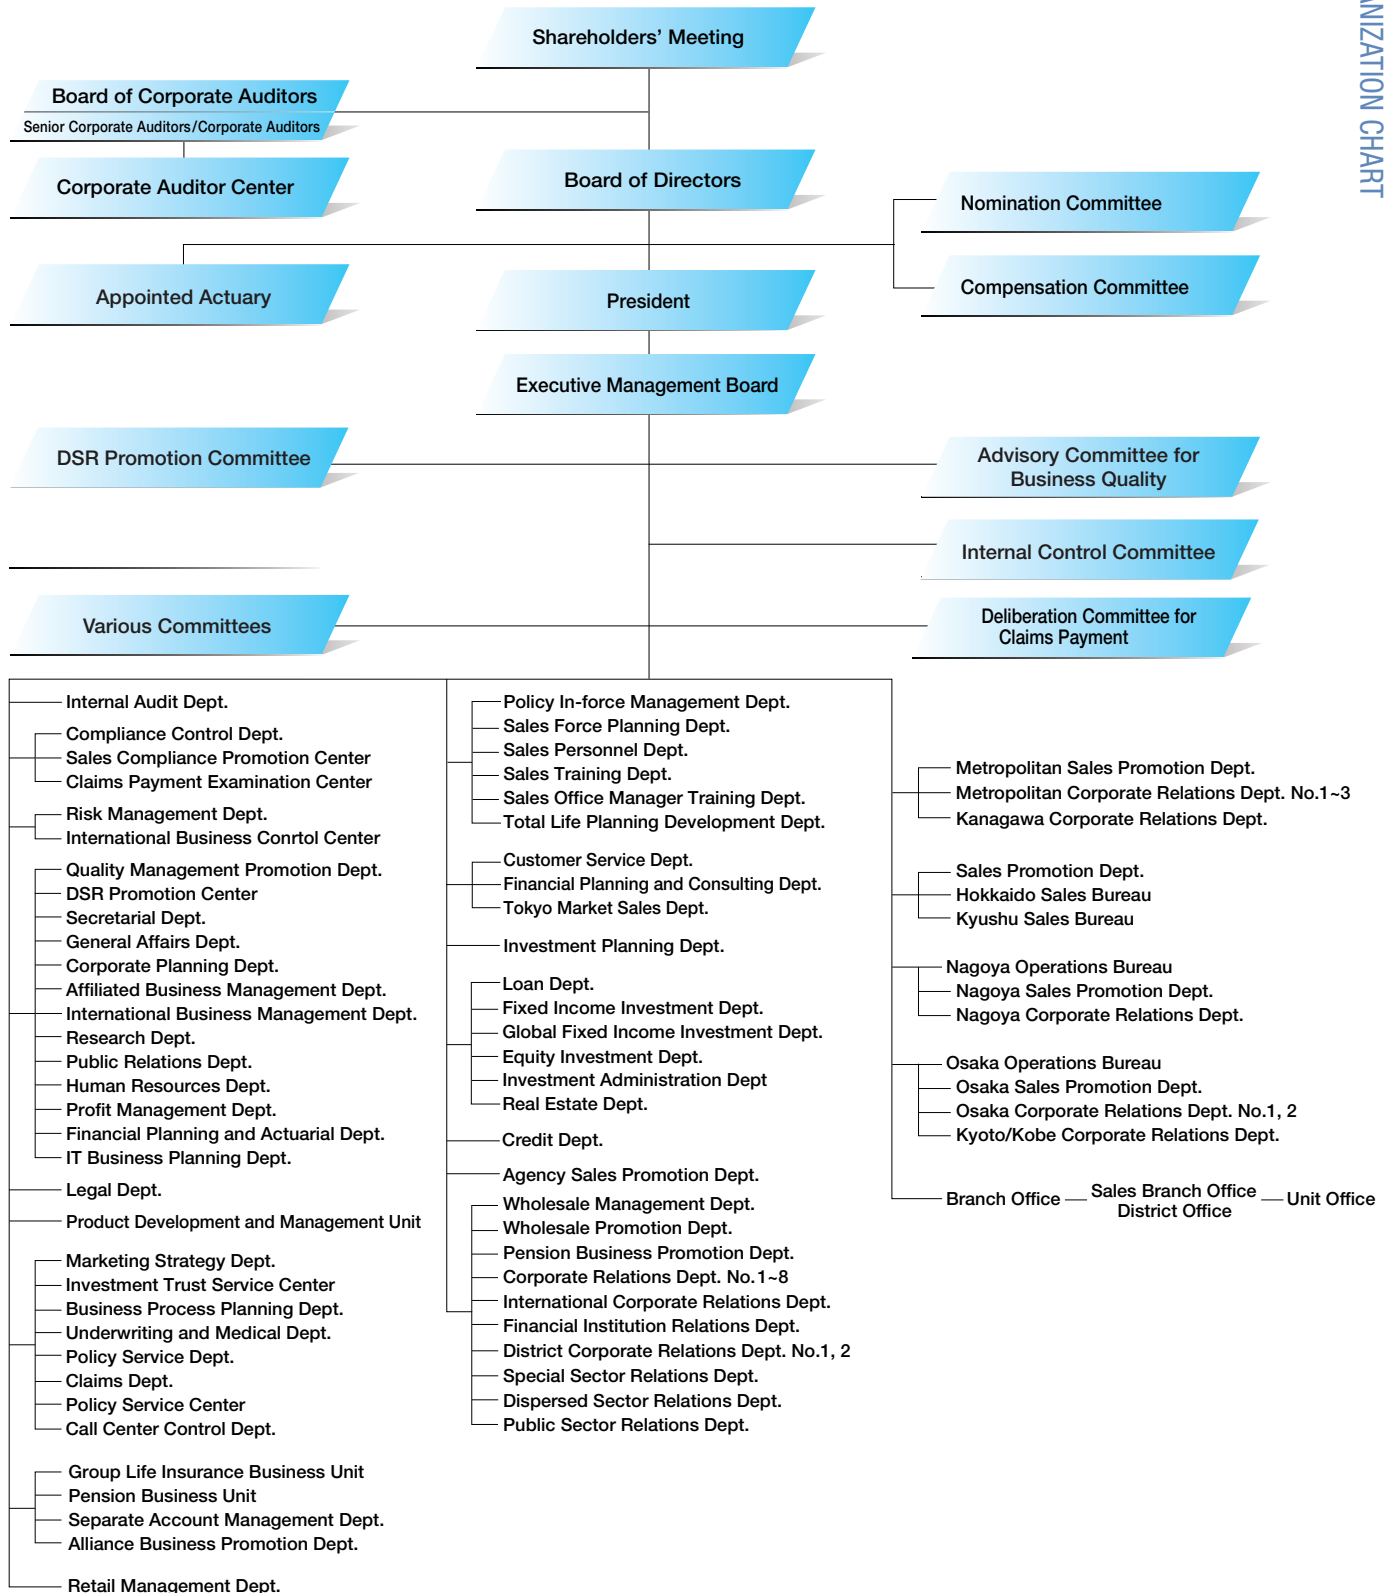 Shareholders' Meeting
Board of Corporate Auditors
Senior Corporate Auditors/Corporate Auditors
Corporate Auditor Center
Board of Directors
Nomination Committee
Compensation Committee
Appointed Actuary
President
Executive Management Board
DSR Promotion Committee
Advisory Committee for
Business Quality
Internal Control Committee
Various Committees
Deliberation Committee for
Claims Payment
Internal Audit Dept.
Compliance Control Dept.
Sales Compliance Promotion Center
Claims Payment Examination Center
Risk Management Dept.
International Business Conrtol Center
Quality Management Promotion Dept.
DSR Promotion Center
Secretarial Dept.
General Affairs Dept.
Corporate Planning Dept.
Affiliated Business Management Dept.
International Business Management Dept.
Research Dept.
Public Relations Dept.
Human Resources Dept.
Profit Management Dept.
Financial Planning and Actuarial Dept.
IT Business Planning Dept.
Legal Dept.
Product Development and Management Unit
Marketing Strategy Dept.
Investment Trust Service Center
Business Process Planning Dept.
Underwriting and Medical Dept.
Policy Service Dept.
Claims Dept.
Policy Service Center
Call Center Control Dept.
Group Life Insurance Business Unit
Pension Business Unit
Separate Account Management Dept.
Alliance Business Promotion Dept.
Retail Management Dept.
Policy In-force Management Dept.
Sales Force Planning Dept.
Sales Personnel Dept.
Sales Training Dept.
Sales Office Manager Training Dept.
Total Life Planning Development Dept.
Customer Service Dept.
Financial Planning and Consulting Dept.
Tokyo Market Sales Dept.
Investment Planning Dept.
Loan Dept.
Fixed Income Investment Dept.
Global Fixed Income Investment Dept.
Equity Investment Dept.
Investment Administration Dept
Real Estate Dept.
Credit Dept.
Agency Sales Promotion Dept.
Wholesale Management Dept.
Wholesale Promotion Dept.
Pension Business Promotion Dept.
Corporate Relations Dept. No.1~8
International Corporate Relations Dept.
Financial Institution Relations Dept.
District Corporate Relations Dept. No.1, 2
Special Sector Relations Dept.
Dispersed Sector Relations Dept.
Public Sector Relations Dept.
Metropolitan Sales Promotion Dept.
Metropolitan Corporate Relations Dept. No.1~3
Kanagawa Corporate Relations Dept.
Sales Promotion Dept.
Hokkaido Sales Bureau
Kyushu Sales Bureau
Nagoya Operations Bureau
Nagoya Sales Promotion Dept.
Nagoya Corporate Relations Dept.
Osaka Operations Bureau
Osaka Sales Promotion Dept.
Osaka Corporate Relations Dept. No.1, 2
Kyoto/Kobe Corporate Relations Dept.
Branch Office
Sales Branch Office
District Office
Unit Office
CHART